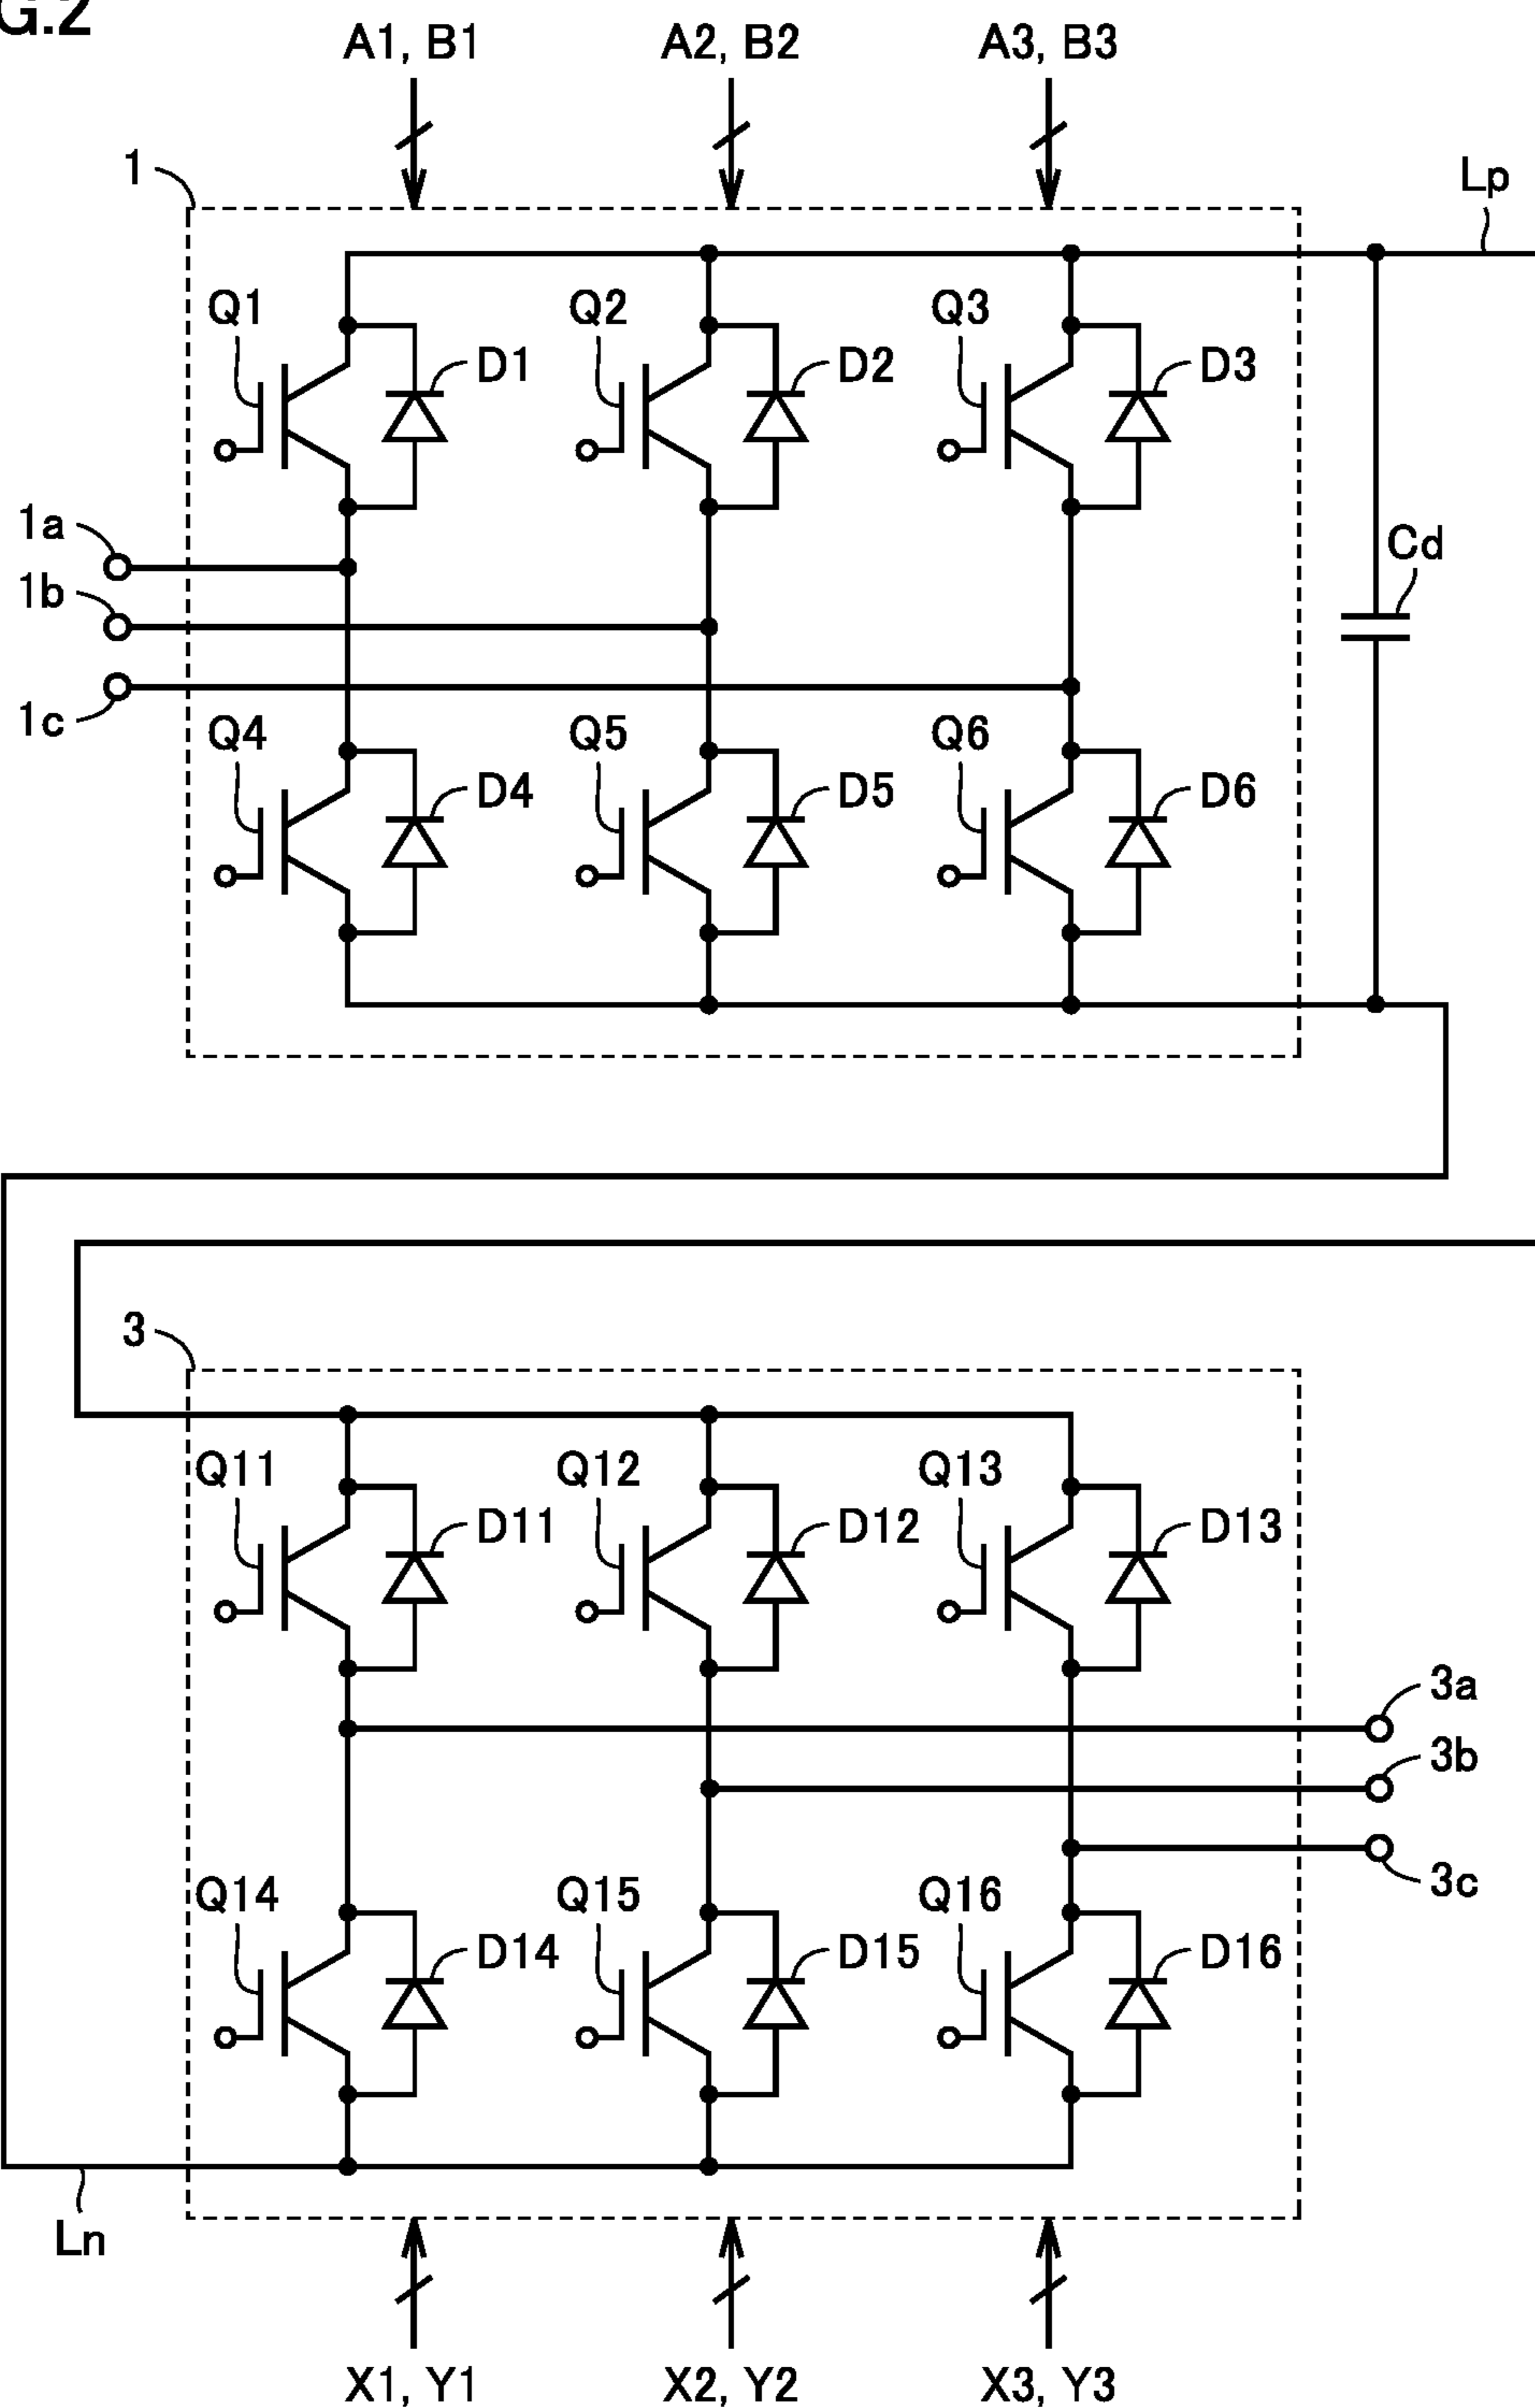 G.2
A1, B1 A2, B2 A3, B3
1
Lp
Q1 Q2 Q3
D1 D2 D3
1a
Cd
1b
1c
Q4 Q5 Q6
D4 D5 D6
3
Q11 Q12 Q13
D11 D12 D13
3a
3b
3c
Q14 Q15 Q16
D14 D15 D16
Ln
X1, Y1 X2, Y2 X3, Y3